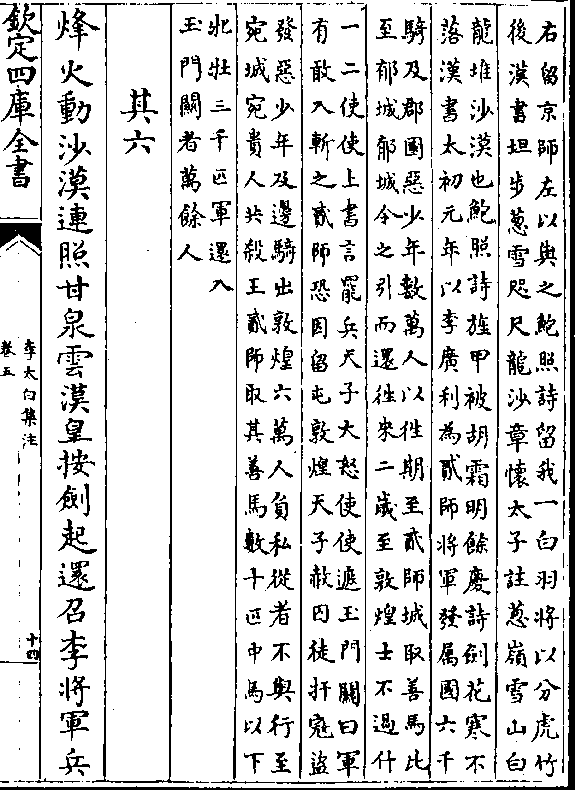 右留京師左以與之鮑照詩留我一白羽將以分虎竹
後漢書坦步蔥雪咫尺龍沙章懷太子註蔥嶺雪山白
龍堆沙漠也鮑照詩旌甲被胡霜明餘慶詩劍花寒不
落漢書太初元年以李廣利為貳師將軍發屬國六千
騎及郡國惡少年數萬人以往期至貳師城取善馬比
至郁城郁城令之引而還往來二歲至敦煌士不過什
一二使使上書言罷兵天子大怒使使遮玉門關曰軍
有敢入斬之貳師恐因留屯敦煌天子赦囚徒扞寇盜
發惡少年及邊騎出敦煌六萬人負私從者不與行至
宛城宛貴人共殺王貳師取其善馬數十匹中馬以下
牝牡三千匹軍還入
玉門關者萬餘人
其六
烽火動沙漠連照甘泉雲漢皇按劍起還召李將軍兵
欽定四庫全書
李太白集注
卷五
十四